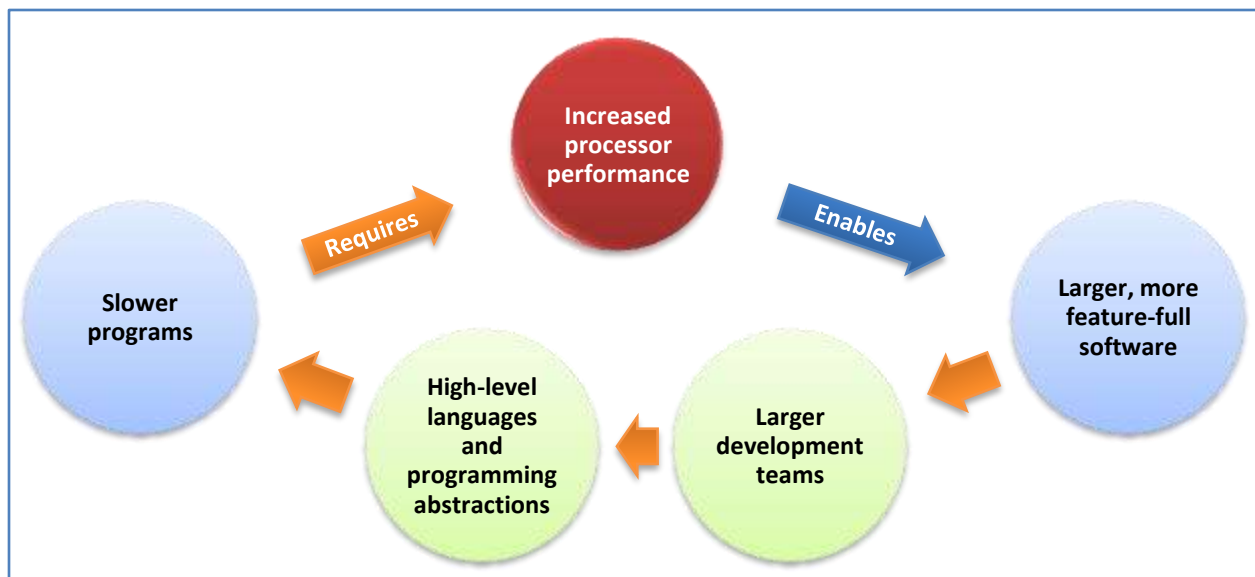 Increased
processor
performance
Enables
Larger, more
feature-full
software
Larger
development
teams
High-level
languages
and
programming
abstractions
Slower
programs
Requires